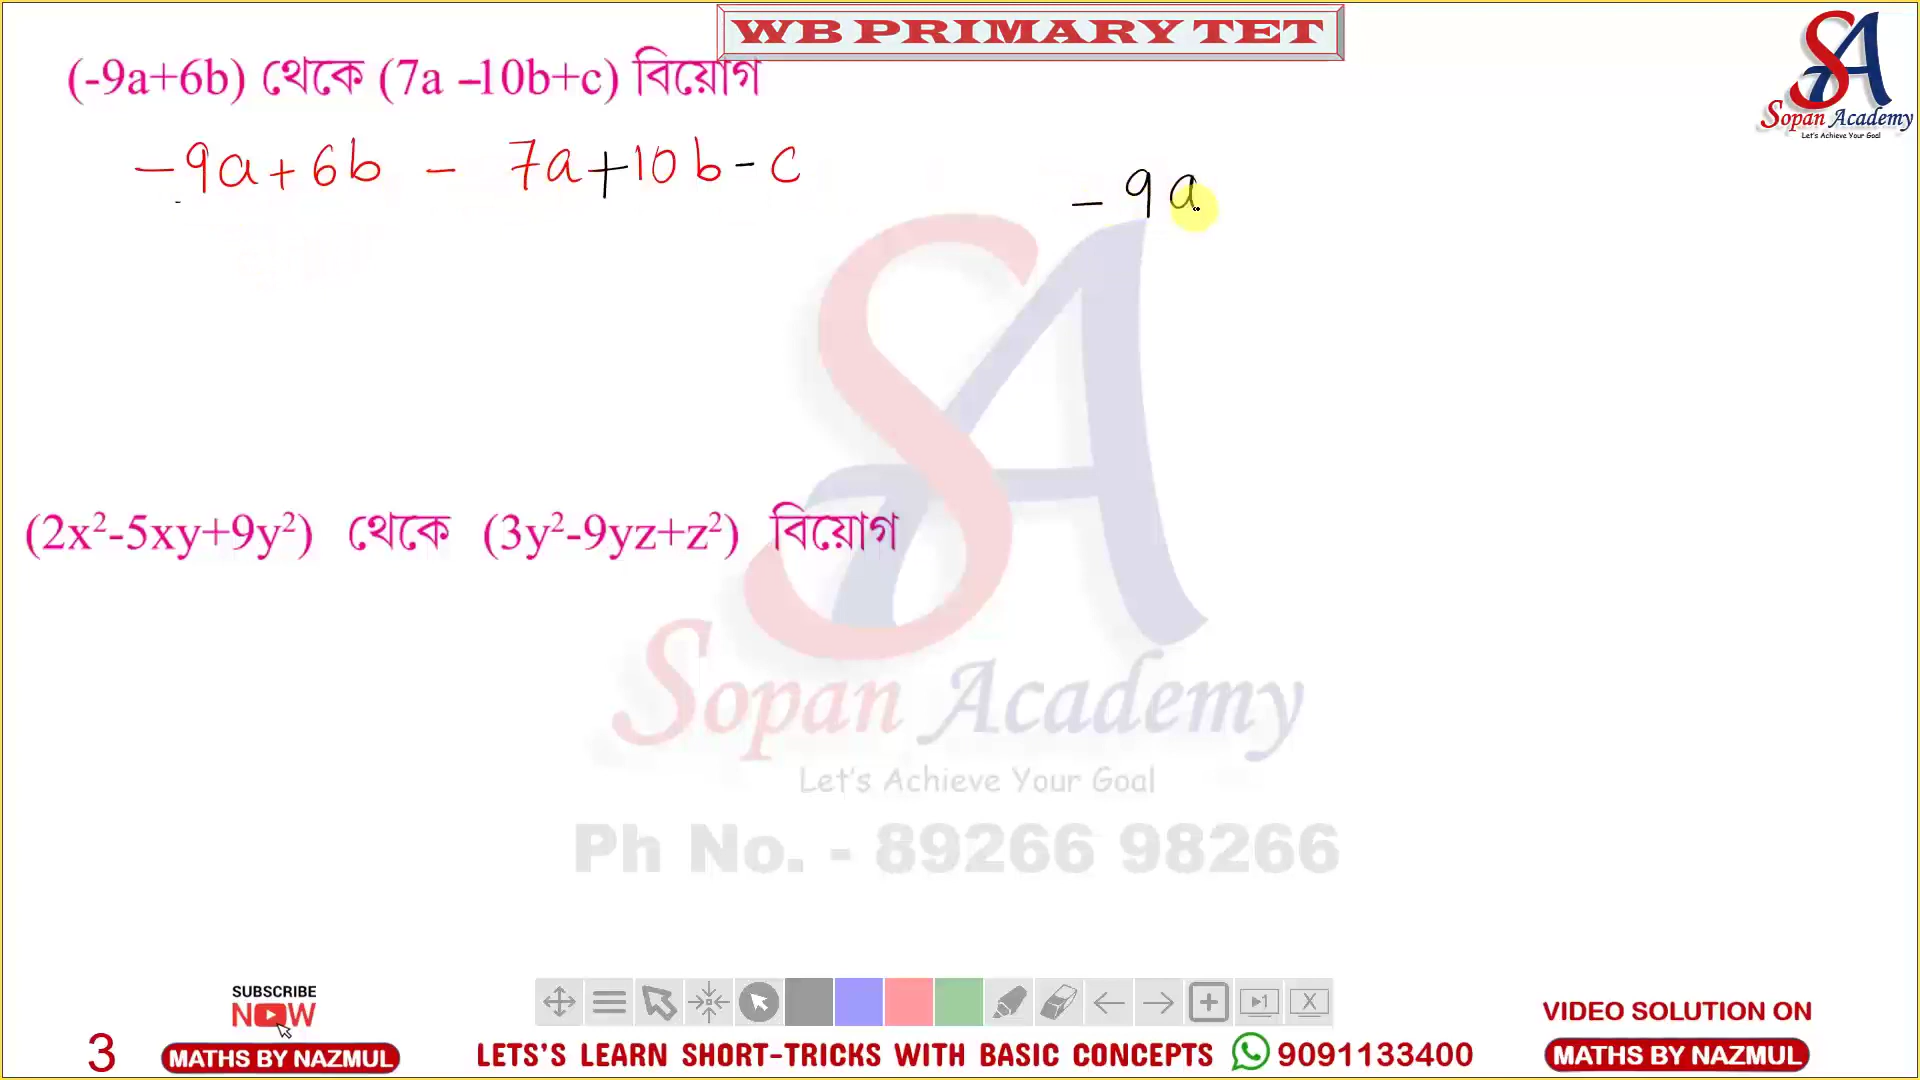 WB PRIMARY TET
(-9a+6b) থেকে (7a –10b+c) বিয়োগ
-9a+6b - 7a+10b-c
-9a
SA
Sopan Academy
Let's Achieve Your Goal
(2x²-5xy+9y²) থেকে (3y²-9yz+z²) বিয়োগ
SA
Sopan Academy
Let's Achieve Your Goal
Ph No. - 89266 98266
3
SUBSCRIBE
NOW
MATHS BY NAZMUL
LETS'S LEARN SHORT-TRICKS WITH BASIC CONCEPTS 9091133400
VIDEO SOLUTION ON
MATHS BY NAZMUL